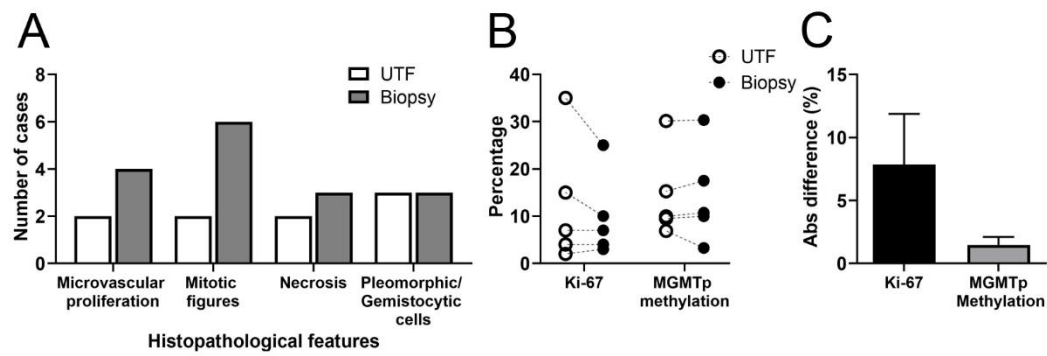 A
Number of cases
8
6
4
2
0
UTF
Biopsy
Microvascular
proliferation
Mitotic
figures
Necrosis
Pleomorphic/
Gemistocytic
cells
Histopathological features
B
Percentage
40
30
20
10
0
UTF
Biopsy
Ki-67
MGMTp
methylation
C
Abs difference (%)
15
10
5
0
Ki-67
MGMTp
Methylation